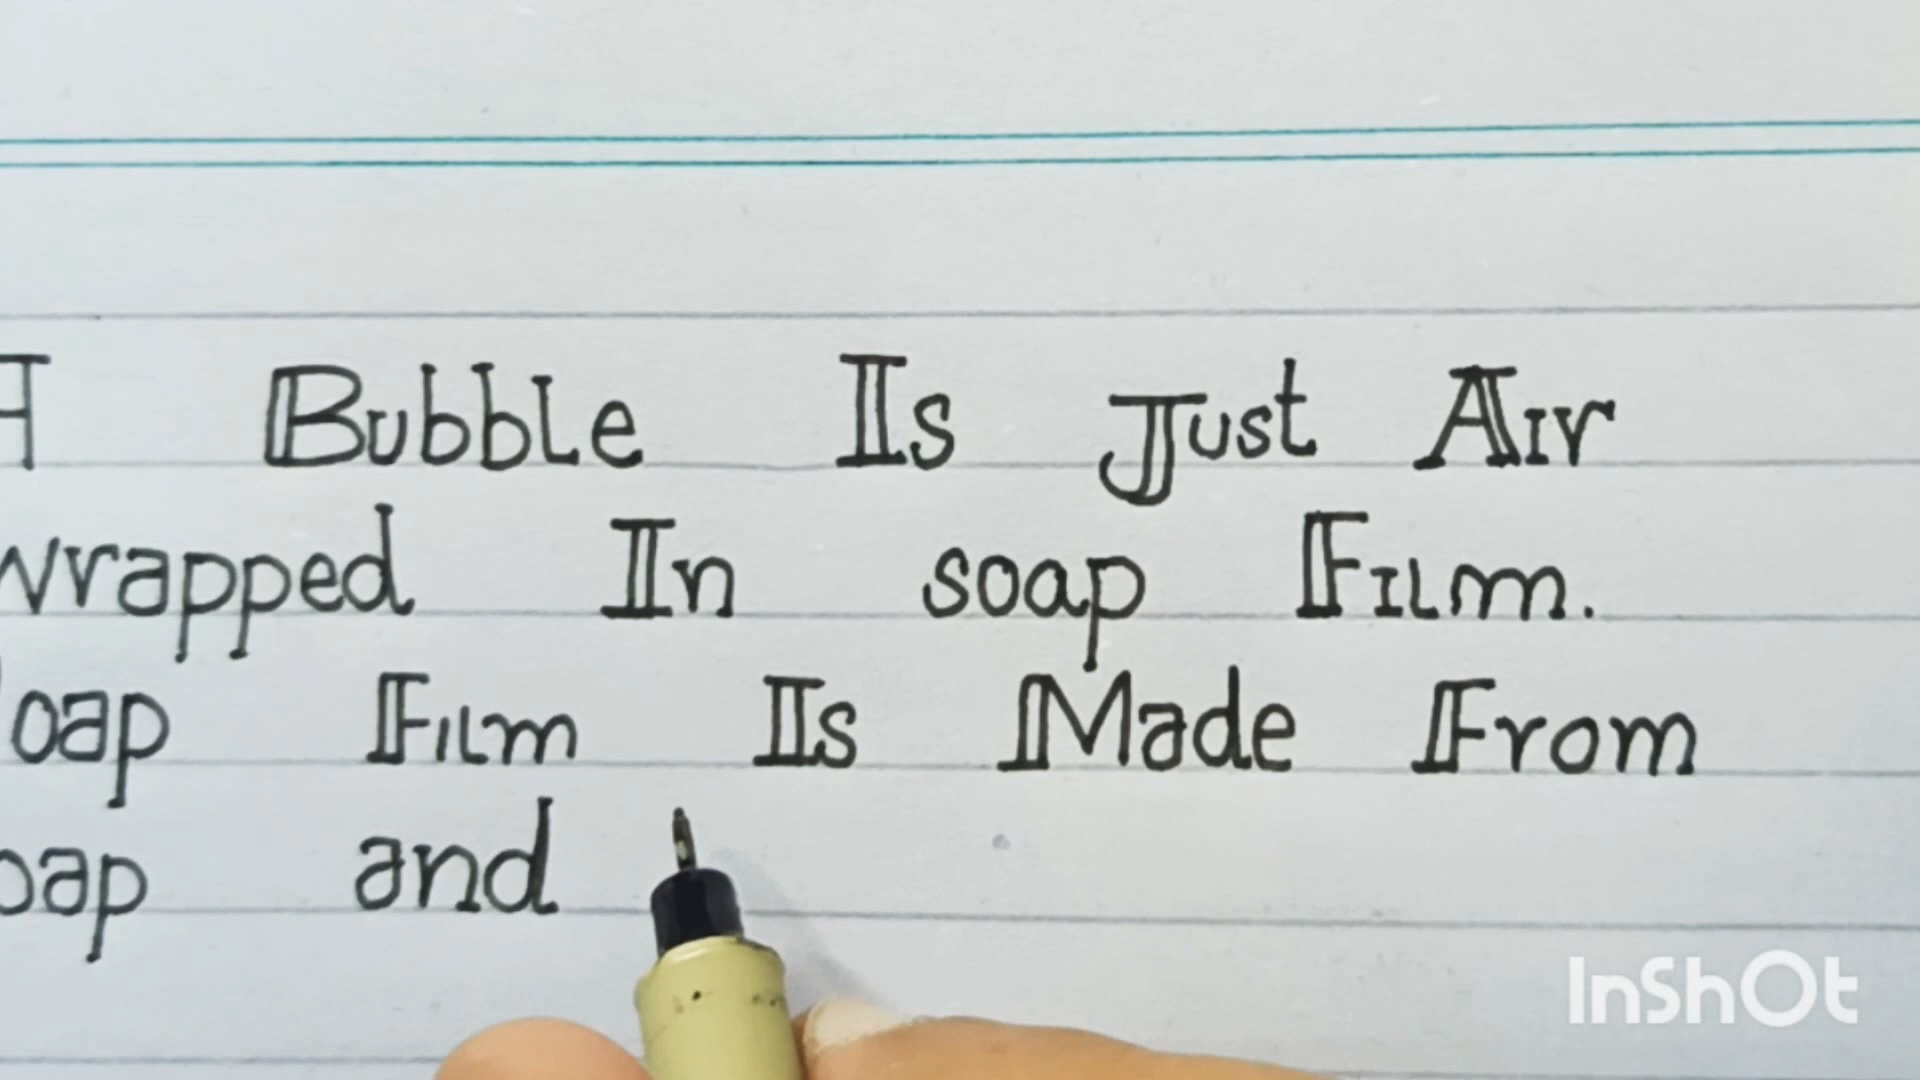 A Bubble Is Just Air
wrapped In soap Film.
oap Film Is Made From
oap and
InShOt